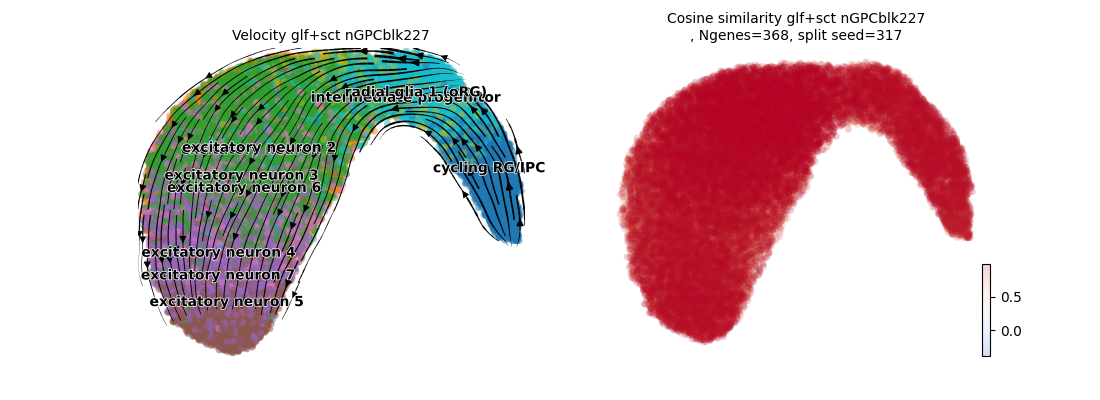 Velocity glf+sct nGPCblk227
Cosine similarity glf+sct nGPCblk227
, Ngenes=368, split seed=317
radial glia 1 (oRG)
intermediate progenitor
excitatory neuron 2
cycling RG/IPC
excitatory neuron 3
excitatory neuron 6
excitatory neuron 4
excitatory neuron 7
excitatory neuron 5
0.5
0.0